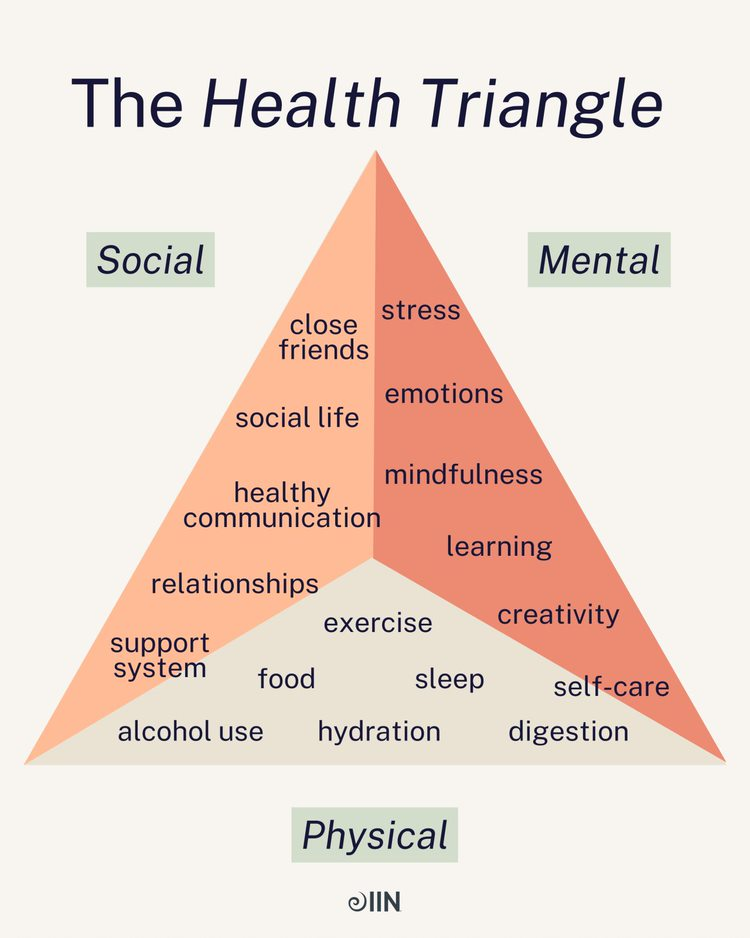 The Health Triangle
Social
Mental
close
friends
social life
healthy
communication
relationships
support
system
stress
emotions
mindfulness
learning
creativity
self-care
exercise
food
sleep
alcohol use
hydration
digestion
Physical
IIN